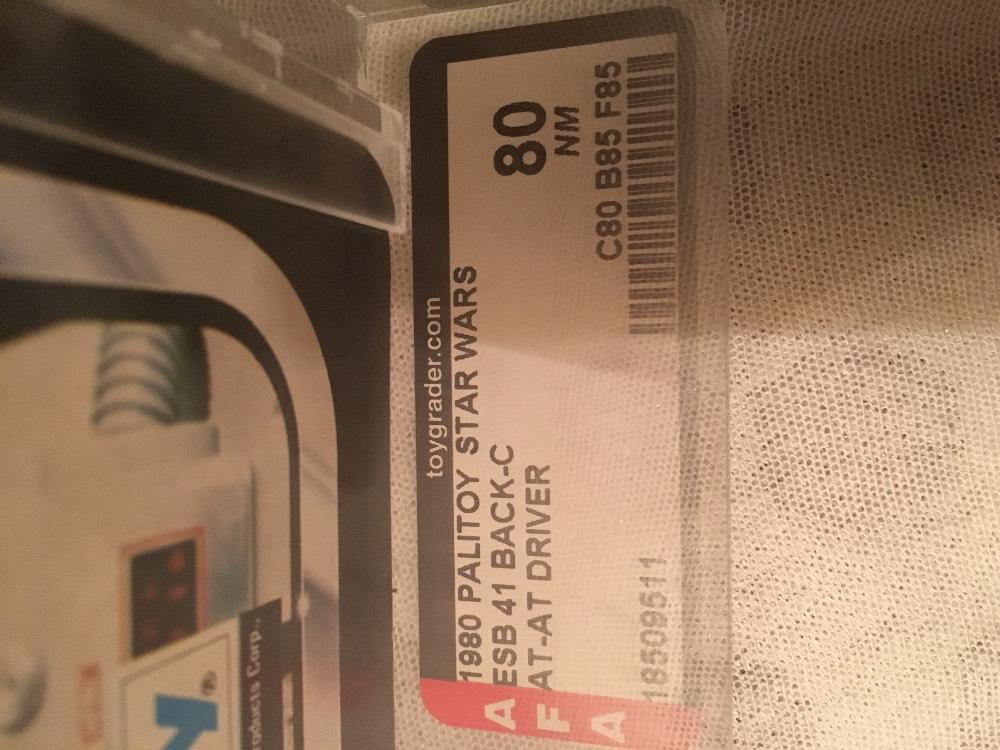 toygrader.com
1980 PALITOY STAR WARS
ESB 41 BACK-C
AT-AT DRIVER
80
NM
C80 B85 F85
18509511
AFA
®
Products Corp.,